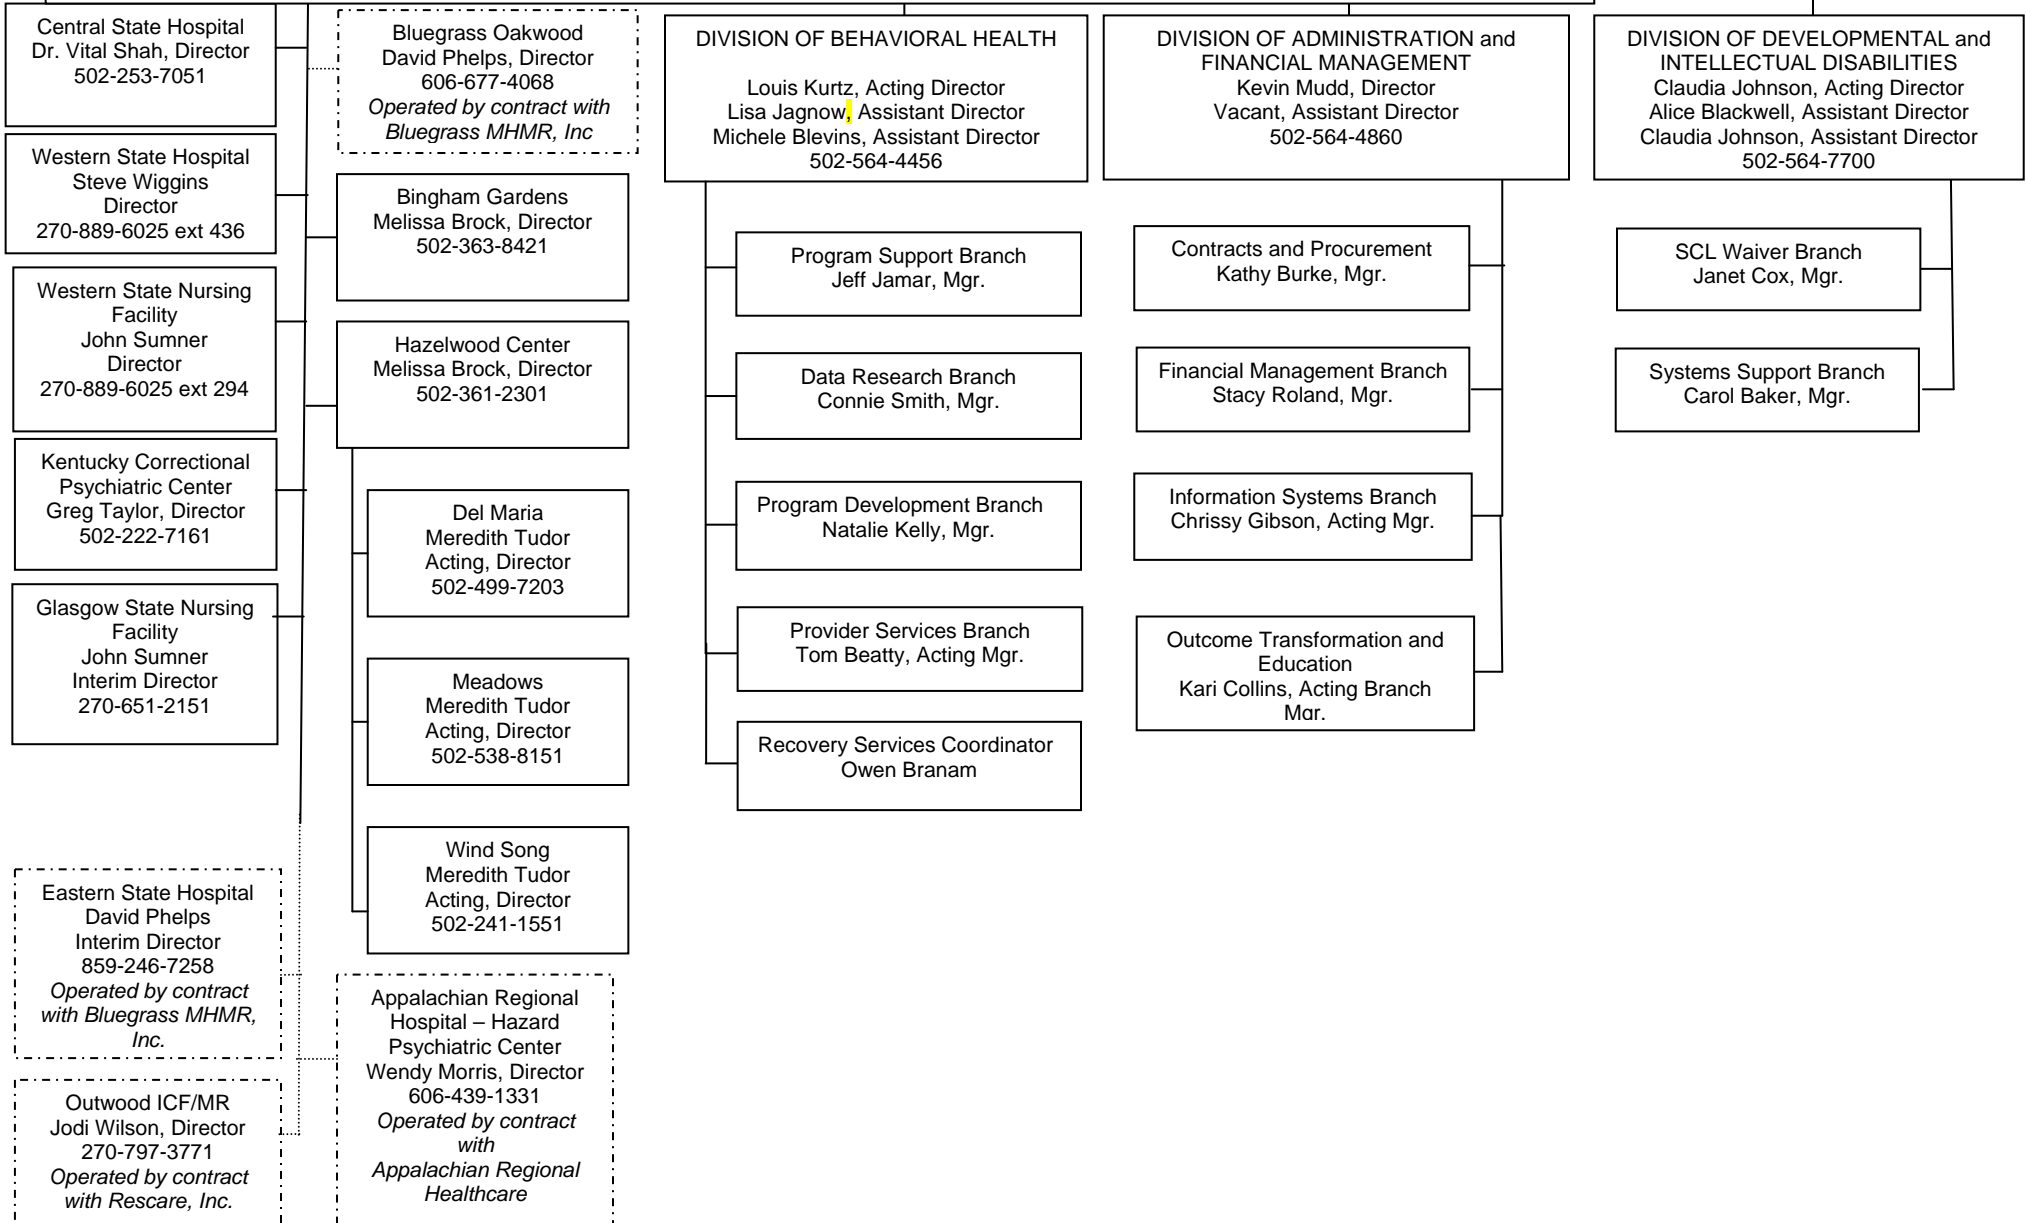 Central State Hospital
Dr. Vital Shah, Director
502-253-7051
Western State Hospital
Steve Wiggins
Director
270-889-6025 ext 436
Western State Nursing
Facility
John Sumner
Director
270-889-6025 ext 294
Kentucky Correctional
Psychiatric Center
Greg Taylor, Director
502-222-7161
Glasgow State Nursing
Facility
John Sumner
Interim Director
270-651-2151
Eastern State Hospital
David Phelps
Interim Director
859-246-7258
Operated by contract
with Bluegrass MHMR,
Inc.
Outwood ICF/MR
Jodi Wilson, Director
270-797-3771
Operated by contract
with Rescare, Inc.
Bluegrass Oakwood
David Phelps, Director
606-677-4068
Operated by contract with
Bluegrass MHMR, Inc
Bingham Gardens
Melissa Brock, Director
502-363-8421
Hazelwood Center
Melissa Brock, Director
502-361-2301
Del Maria
Meredith Tudor
Acting, Director
502-499-7203
Meadows
Meredith Tudor
Acting, Director
502-538-8151
Wind Song
Meredith Tudor
Acting, Director
502-241-1551
Appalachian Regional
Hospital – Hazard
Psychiatric Center
Wendy Morris, Director
606-439-1331
Operated by contract
with
Appalachian Regional
Healthcare
DIVISION OF BEHAVIORAL HEALTH
Louis Kurtz, Acting Director
Lisa Jagnow, Assistant Director
Michele Blevins, Assistant Director
502-564-4456
Program Support Branch
Jeff Jamar, Mgr.
Data Research Branch
Connie Smith, Mgr.
Program Development Branch
Natalie Kelly, Mgr.
Provider Services Branch
Tom Beatty, Acting Mgr.
Recovery Services Coordinator
Owen Branam
DIVISION OF ADMINISTRATION and
FINANCIAL MANAGEMENT
Kevin Mudd, Director
Vacant, Assistant Director
502-564-4860
Contracts and Procurement
Kathy Burke, Mgr.
Financial Management Branch
Stacy Roland, Mgr.
Information Systems Branch
Chrissy Gibson, Acting Mgr.
Outcome Transformation and
Education
Kari Collins, Acting Branch
Mgr.
DIVISION OF DEVELOPMENTAL and
INTELLECTUAL DISABILITIES
Claudia Johnson, Acting Director
Alice Blackwell, Assistant Director
Claudia Johnson, Assistant Director
502-564-7700
SCL Waiver Branch
Janet Cox, Mgr.
Systems Support Branch
Carol Baker, Mgr.